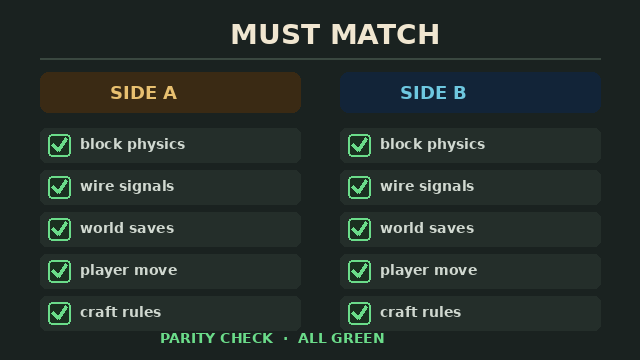 MUST MATCH
SIDE A
block physics
wire signals
world saves
player move
craft rules
SIDE B
block physics
wire signals
world saves
player move
craft rules
PARITY CHECK · ALL GREEN